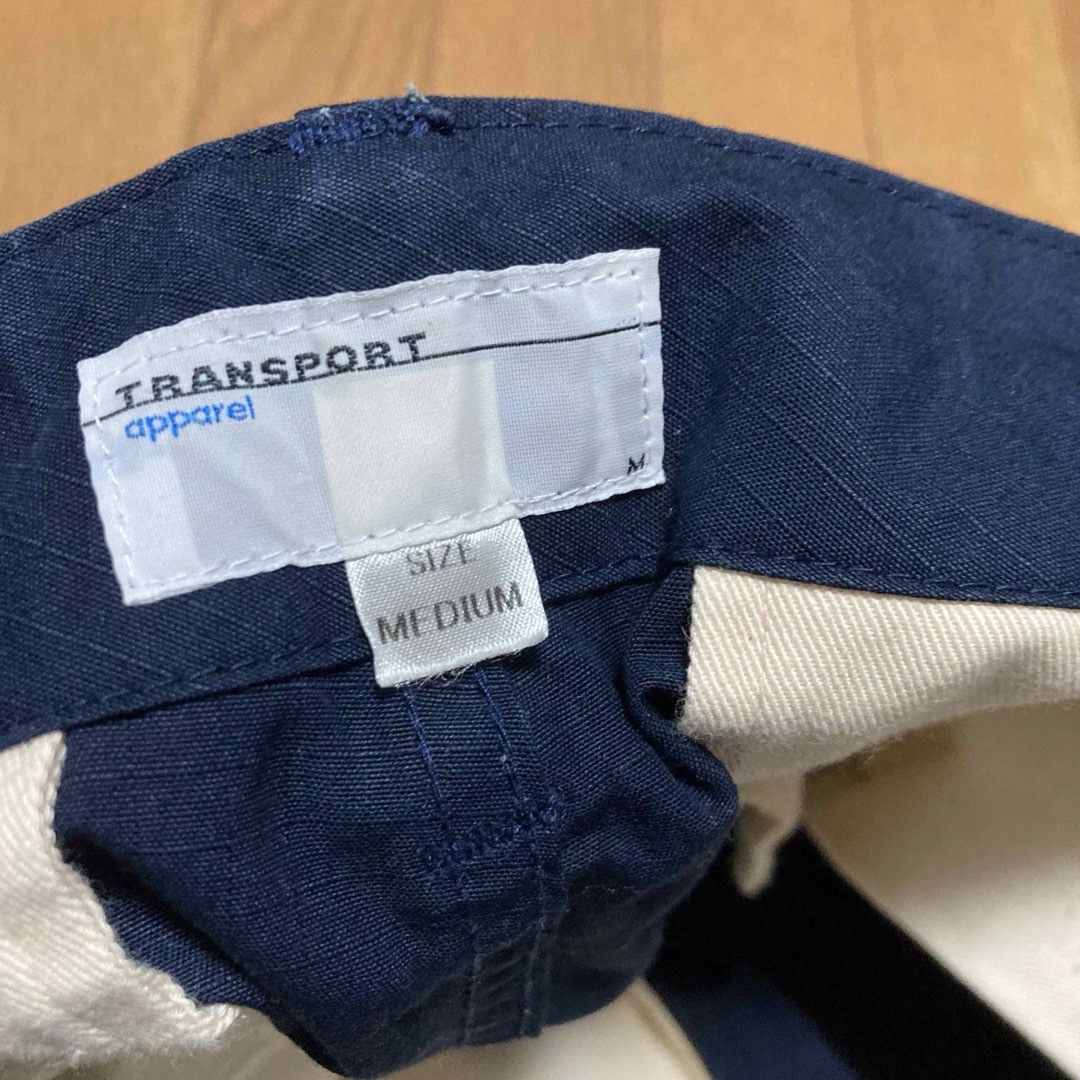 TRANSPORT
apparel
M
SIZE
MEDIUM